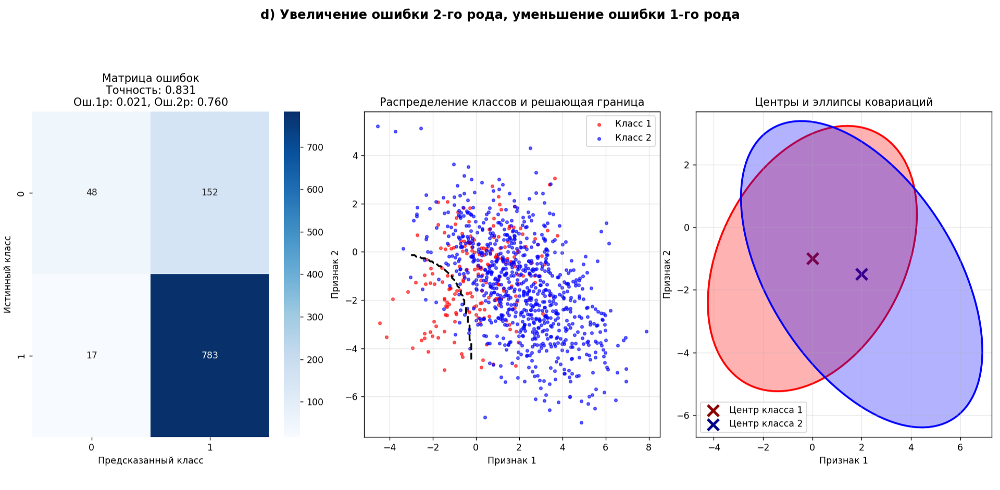 d) Увеличение ошибки 2-го рода, уменьшение ошибки 1-го рода
Матрица ошибок
Точность: 0.831
Ош.1р: 0.021, Ош.2р: 0.760
48
152
17
783
0
1
0
1
Истинный класс
Предсказанный класс
700
600
500
400
300
200
100
Распределение классов и решающая граница
Класс 1
Класс 2
4
2
0
−2
−4
−6
−4
−2
0
2
4
6
8
Признак 2
Признак 1
Центры и эллипсы ковариаций
2
0
−2
−4
−6
−4
−2
0
2
4
6
Признак 2
Признак 1
Центр класса 1
Центр класса 2